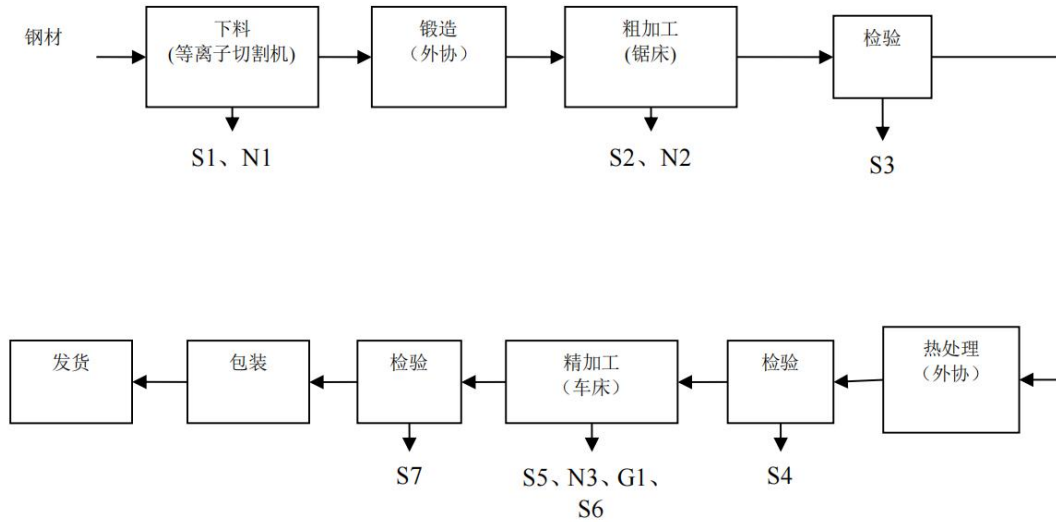 钢材
下料
(等离子切割机)
锻造
（外协）
粗加工
(锯床)
检验
S1、N1
S2、N2
S3
热处理
（外协）
检验
精加工
（车床）
检验
包装
发货
S4
S5、N3、G1、
S6
S7